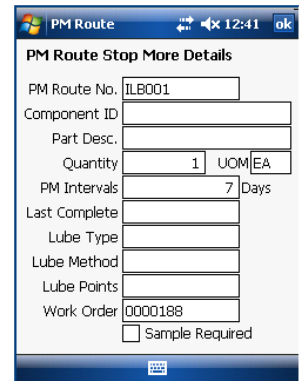 PM Route 12:41 ok
PM Route Stop More Details
PM Route No. ILB001
Component ID
Part Desc.
Quantity 1 UOM EA
PM Intervals 7 Days
Last Complete
Lube Type
Lube Method
Lube Points
Work Order 0000188
Sample Required